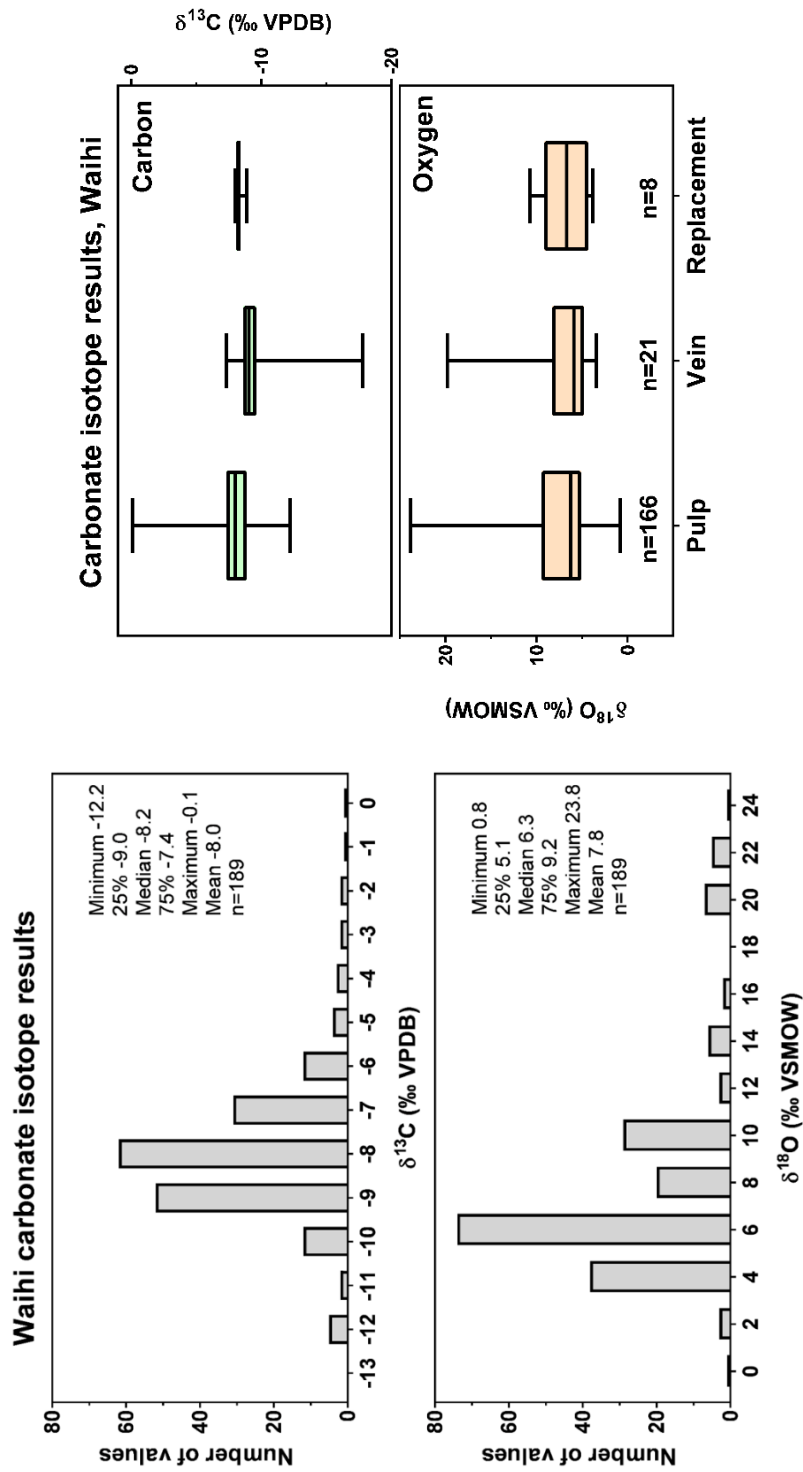 Waihi carbonate isotope results
Number of values
80
60
40
20
0
-13 -12 -11 -10 -9 -8 -7 -6 -5 -4 -3 -2 -1 0
δ13C (‰ VPDB)
Minimum -12.2
25% -9.0
Median -8.2
75% -7.4
Maximum -0.1
Mean -8.0
n=189
Number of values
80
60
40
20
0
0 2 4 6 8 10 12 14 16 18 20 22 24
δ18O (‰ VSMOW)
Minimum 0.8
25% 5.1
Median 6.3
75% 9.2
Maximum 23.8
Mean 7.8
n=189
Carbonate isotope results, Waihi
Carbon
0
-10
-20
δ13C (‰ VPDB)
Oxygen
δ18O (‰ VSMOW)
20
10
0
n=166 n=21 n=8
Pulp Vein Replacement